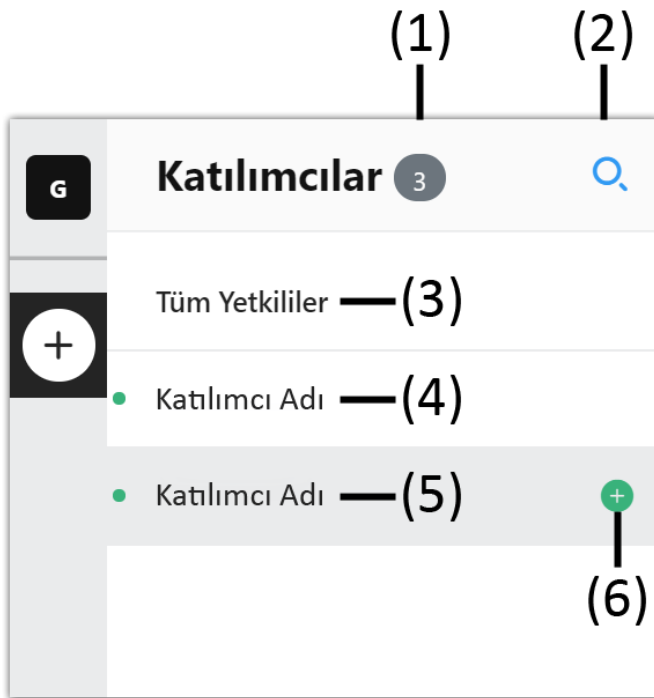 (1) (2)
G Katılımcılar 3
Tüm Yetkililer (3)
+
Katılımcı Adı (4)
Katılımcı Adı (5) +
(6)